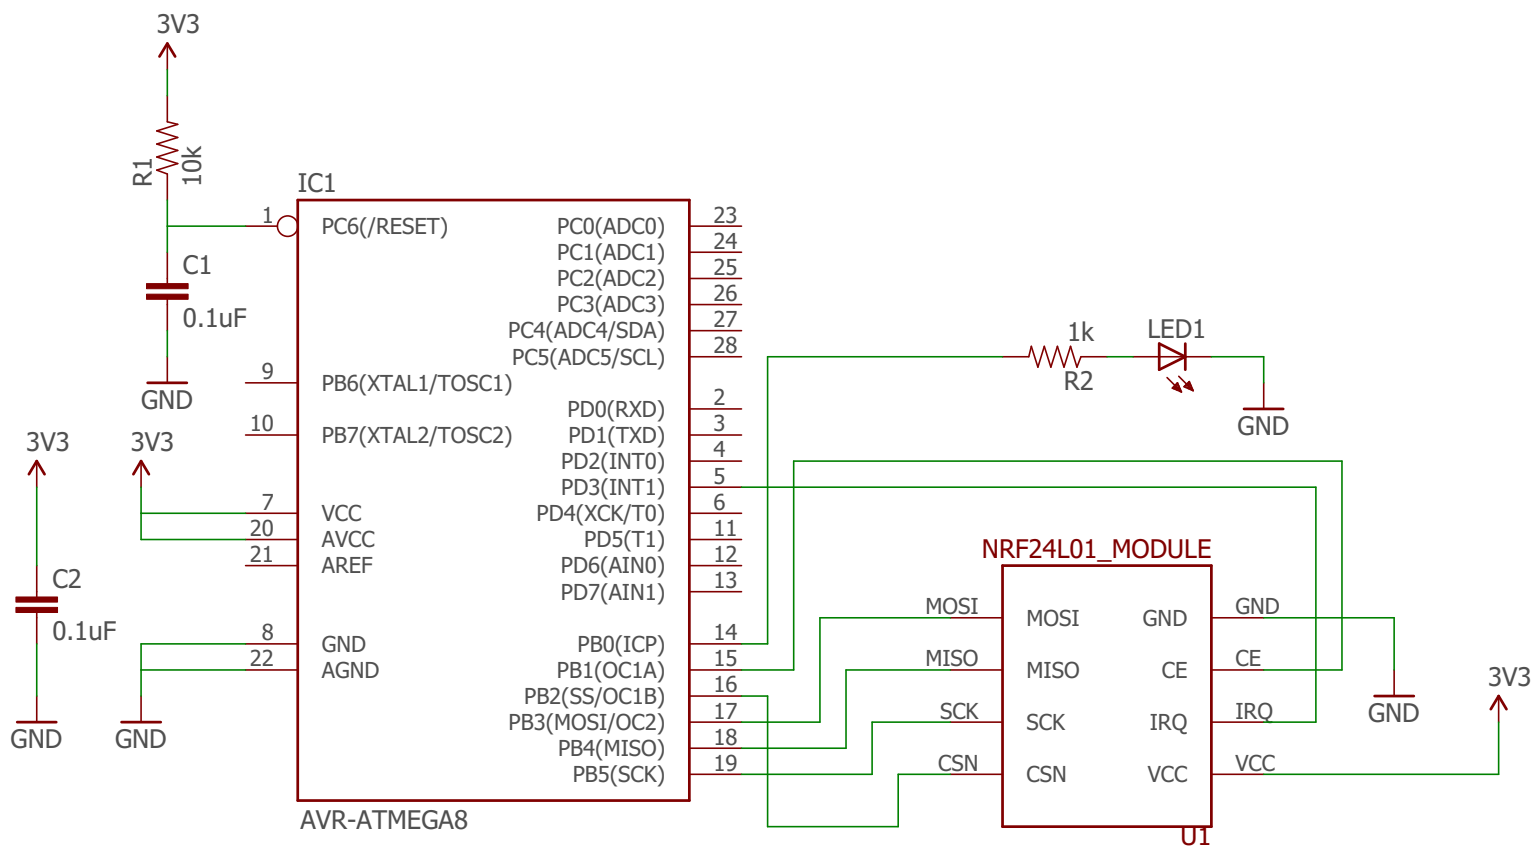 3V3
R1
10k
C1
0.1uF
GND
3V3
3V3
C2
0.1uF
GND
GND
IC1
1
PC6(/RESET)
9
PB6(XTAL1/TOSC1)
10
PB7(XTAL2/TOSC2)
7
VCC
20
AVCC
21
AREF
8
GND
22
AGND
PC0(ADC0)
23
PC1(ADC1)
24
PC2(ADC2)
25
PC3(ADC3)
26
PC4(ADC4/SDA)
27
PC5(ADC5/SCL)
28
PD0(RXD)
2
PD1(TXD)
3
PD2(INT0)
4
PD3(INT1)
5
PD4(XCK/T0)
6
PD5(T1)
11
PD6(AIN0)
12
PD7(AIN1)
13
PB0(ICP)
14
PB1(OC1A)
15
PB2(SS/OC1B)
16
PB3(MOSI/OC2)
17
PB4(MISO)
18
PB5(SCK)
19
AVR-ATMEGA8
1k
R2
LED1
GND
NRF24L01_MODULE
MOSI
MOSI
MISO
MISO
SCK
SCK
CSN
CSN
GND
GND
CE
CE
IRQ
IRQ
VCC
VCC
U1
GND
3V3